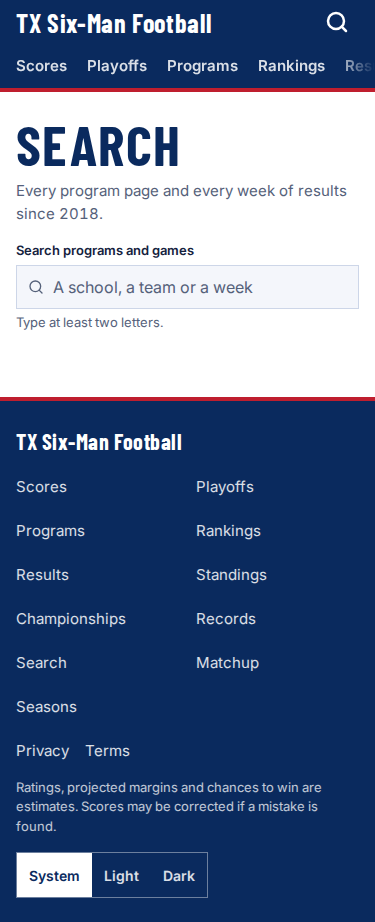 TX Six-Man Football
Scores Playoffs Programs Rankings Res
SEARCH
Every program page and every week of results
since 2018.
Search programs and games
A school, a team or a week
Type at least two letters.
TX Six-Man Football
Scores Playoffs
Programs Rankings
Results Standings
Championships Records
Search Matchup
Seasons
Privacy Terms
Ratings, projected margins and chances to win are
estimates. Scores may be corrected if a mistake is
found.
System Light Dark